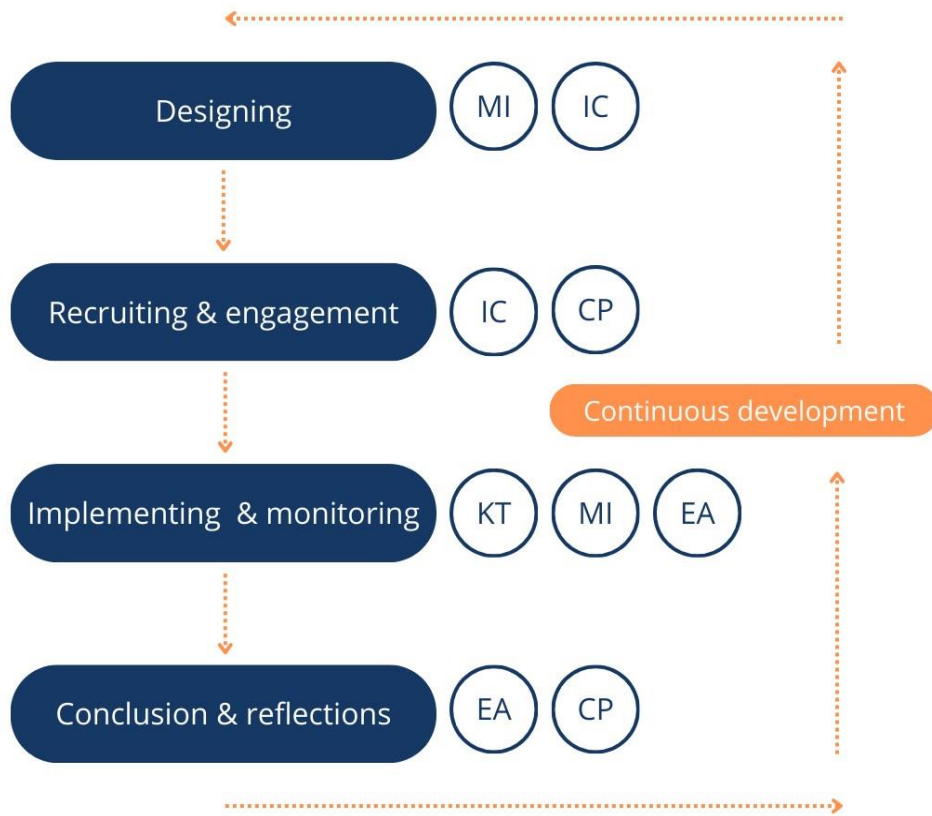 Designing MI IC
Recruiting & engagement IC CP
Continuous development
Implementing & monitoring KT MI EA
Conclusion & reflections EA CP